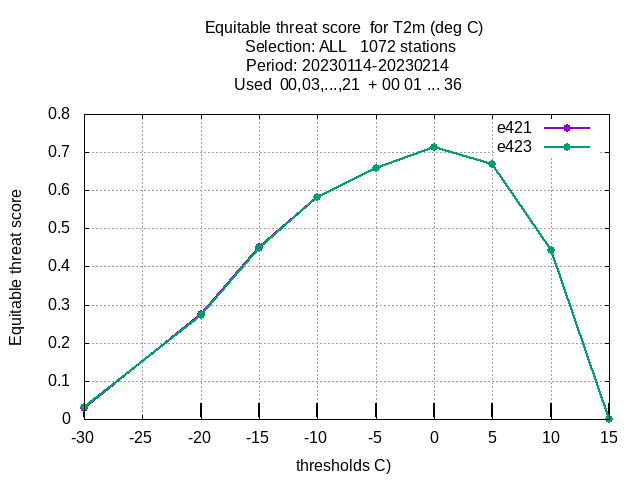 Equitable threat score  for T2m (deg C)
Selection: ALL   1072 stations
Period: 20230114-20230214
Used  00,03,...,21  + 00 01 ... 36
e421
e423
Equitable threat score
0.8
0.7
0.6
0.5
0.4
0.3
0.2
0.1
0
-30 -25 -20 -15 -10 -5 0 5 10 15
thresholds C)